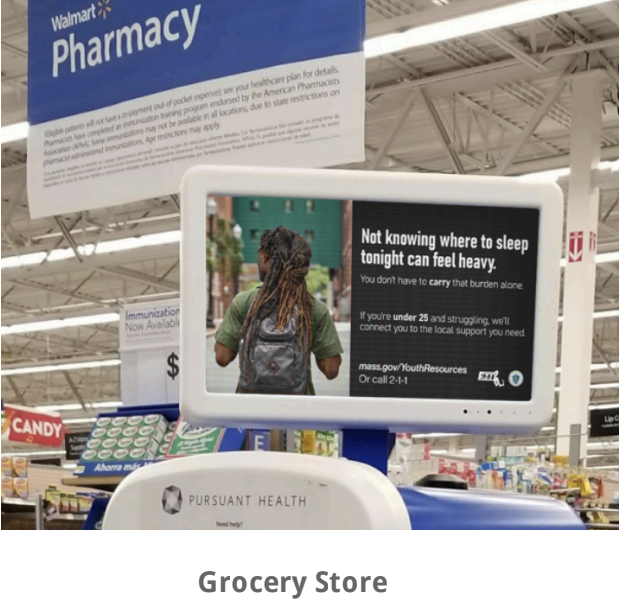 Walmart
Pharmacy
Eligible patients will not have a co-payment (out-of-pocket expense); see your healthcare plan for details.
Pharmacists have completed an immunization training program endorsed by the American Pharmacists
Association (APhA). Some immunizations may not be available in all locations, due to state restrictions on
pharmacist-administered immunizations. Age restrictions may apply.
Not knowing where to sleep
tonight can feel heavy.
You don't have to carry that burden alone.
If you're under 25 and struggling, we'll
connect you to the local support you need.
mass.gov/YouthResources
Or call 2-1-1
Immunization
Now Available
$
CANDY
Ahorra más
E
PURSUANT HEALTH
Need help?
Grocery Store